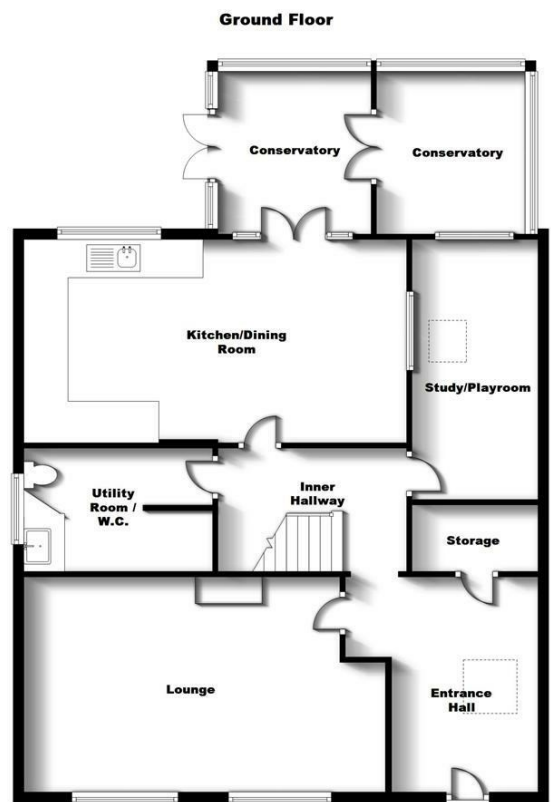 Ground Floor
Conservatory
Conservatory
Kitchen/Dining
Room
Study/Playroom
Utility
Room /
W.C.
Inner
Hallway
Storage
Lounge
Entrance
Hall